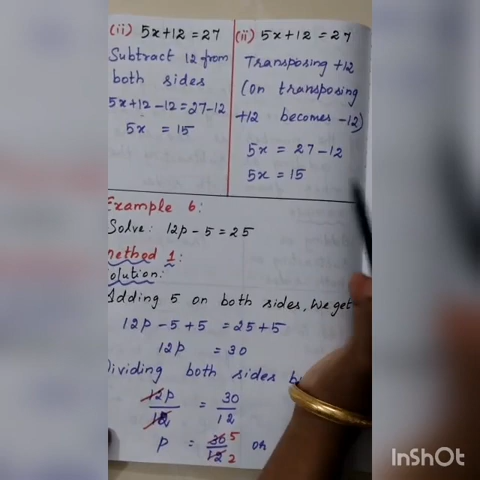 (ii) 5x+12=27
Subtract 12 from
both sides
5x+12-12=27-12
5x = 15
(ii) 5x+12=27
Transposing +12
(on transposing
+12 becomes -12)
5x = 27-12
5x = 15
Example 6:
Solve: 12p-5=25
Method 1:
Solution:
Adding 5 on both sides, we get
12p-5+5 = 25+5
12p = 30
Dividing both sides
12p/12 = 30/12
p = 30 5/12 2 or
InShOt